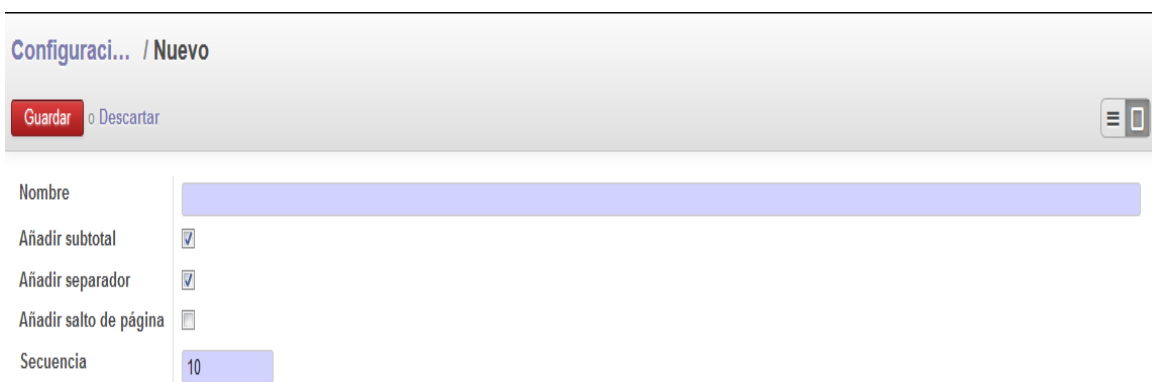 Configuraci... / Nuevo
Guardar o Descartar
Nombre
Añadir subtotal
Añadir separador
Añadir salto de página
Secuencia 10